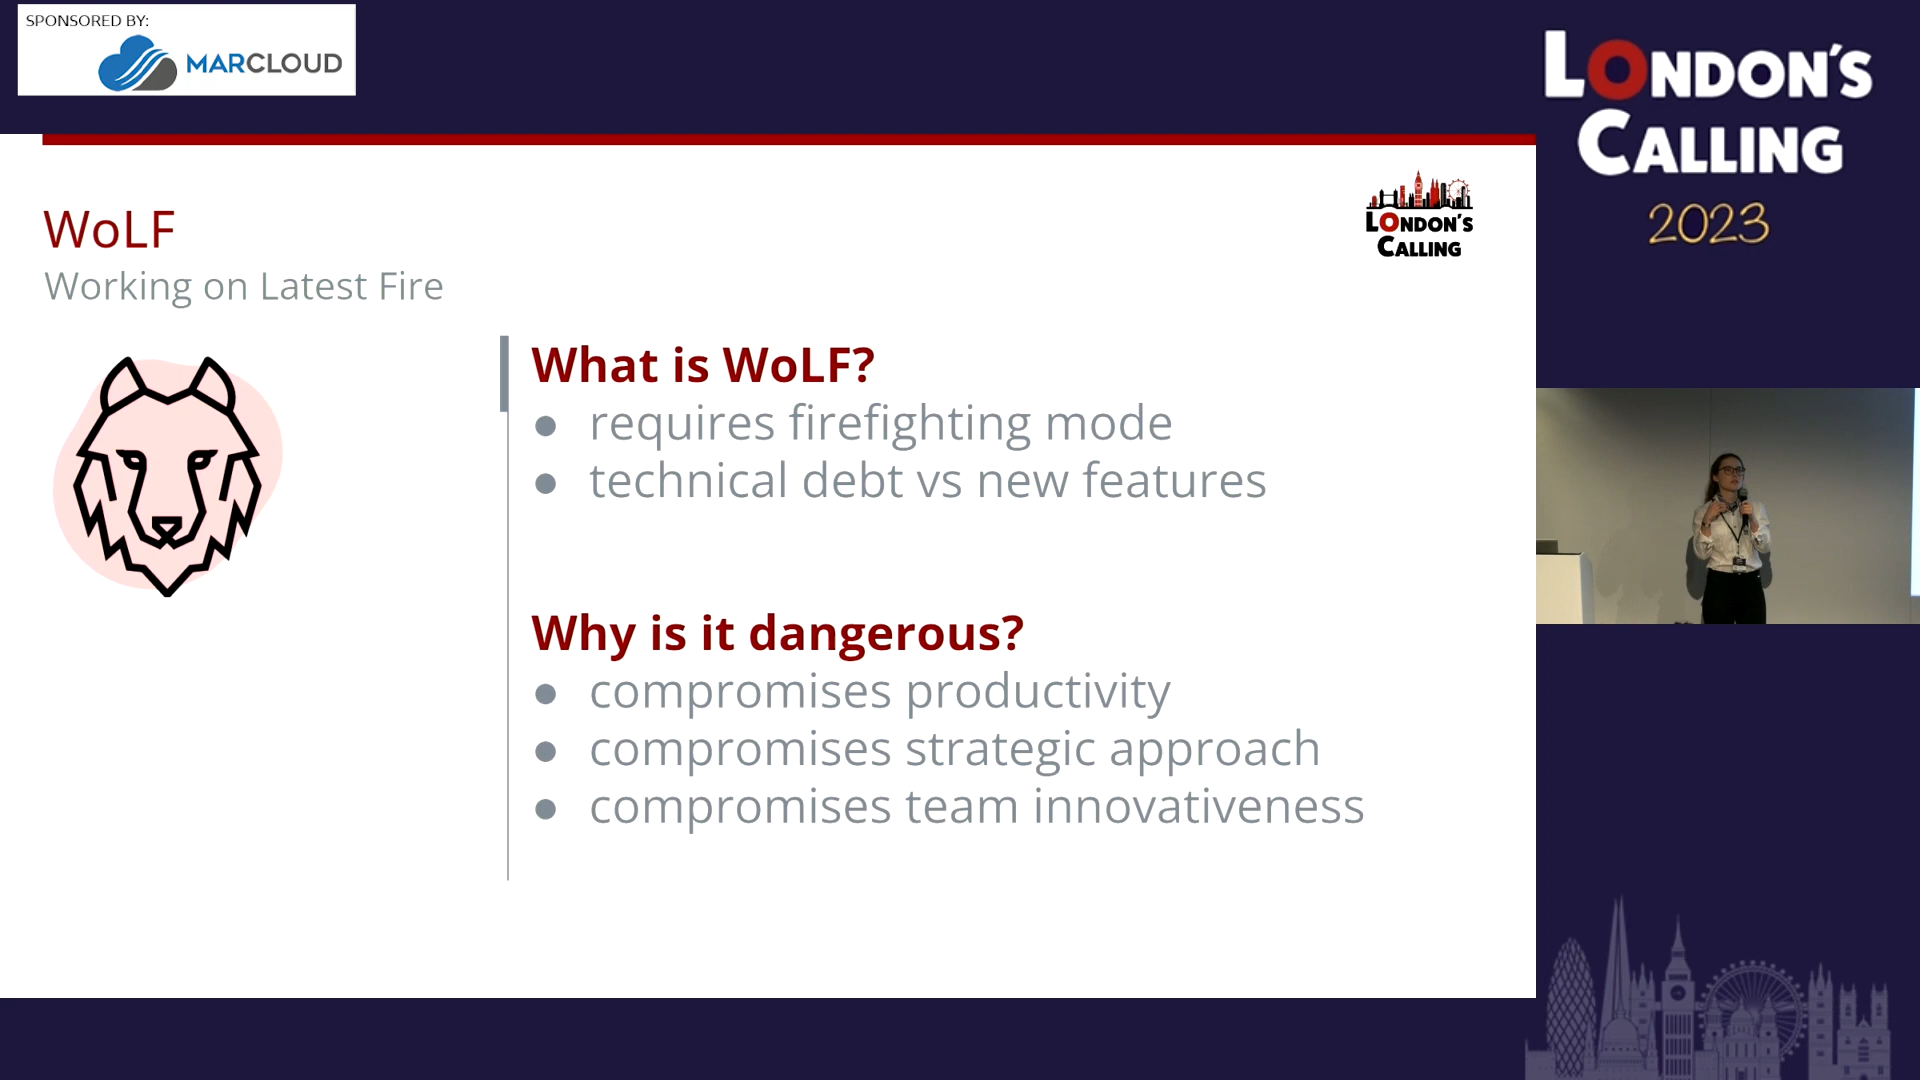 SPONSORED BY:
MARCLOUD
LONDON'S
CALLING
2023
LONDON'S
CALLING
WoLF
Working on Latest Fire
What is WoLF?
● requires firefighting mode
● technical debt vs new features
Why is it dangerous?
● compromises productivity
● compromises strategic approach
● compromises team innovativeness